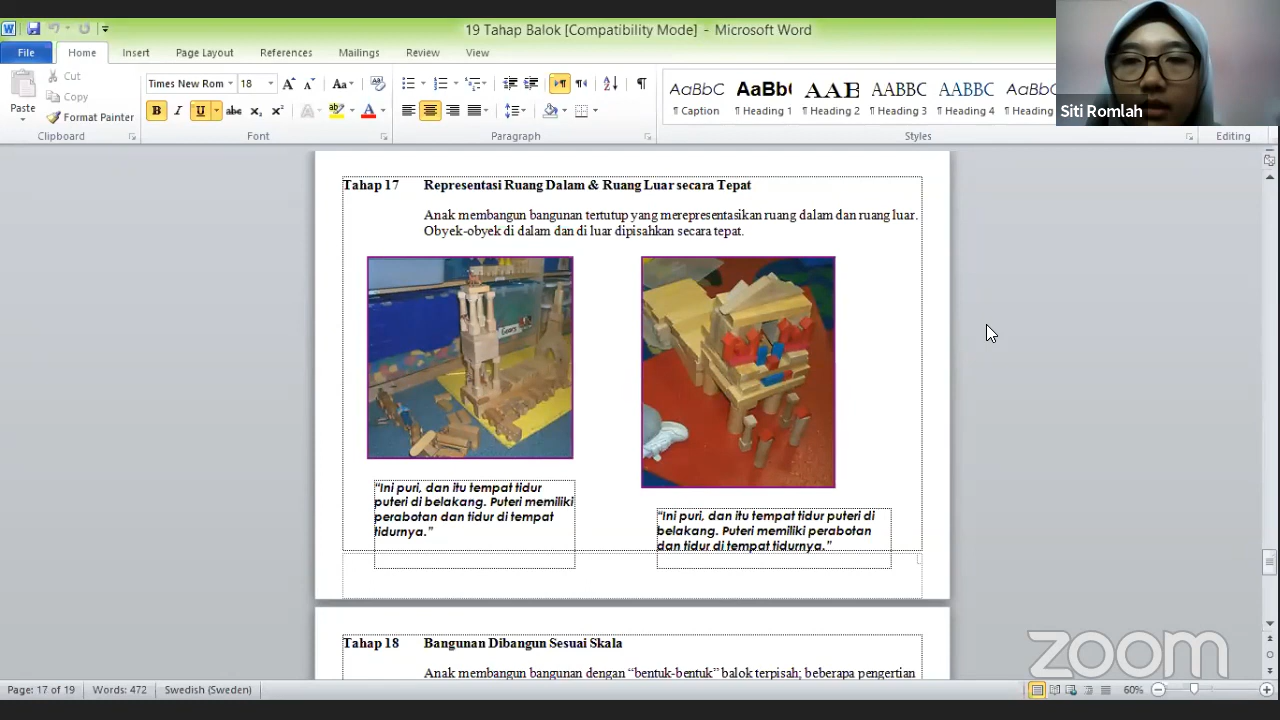 19 Tahap Balok [Compatibility Mode] - Microsoft Word
File Home Insert Page Layout References Mailings Review View
Paste
Cut
Copy
Format Painter
Clipboard
Times New Rom 18
Font
Paragraph
AaBbC AaBb( AAB AABBC AABBC AaBbC
¶ Caption ¶ Heading 1 ¶ Heading 2 ¶ Heading 3 ¶ Heading 4 ¶ Head
Styles
Editing
Siti Romlah
Tahap 17 Representasi Ruang Dalam & Ruang Luar secara Tepat
Anak membangun bangunan tertutup yang merepresentasikan ruang dalam dan ruang luar.
Obyek-obyek di dalam dan di luar dipisahkan secara tepat.
"Ini puri, dan itu tempat tidur
puteri di belakang. Puteri memiliki
perabotan dan tidur di tempat
tidurnya."
"Ini puri, dan itu tempat tidur puteri di
belakang. Puteri memiliki perabotan
dan tidur di tempat tidurnya."
Tahap 18 Bangunan Dibangun Sesuai Skala
Anak membangun bangunan dengan "bentuk-bentuk" balok terpisah; beberapa pengertian
zoom
Page: 17 of 19 Words: 472 Swedish (Sweden) 60%